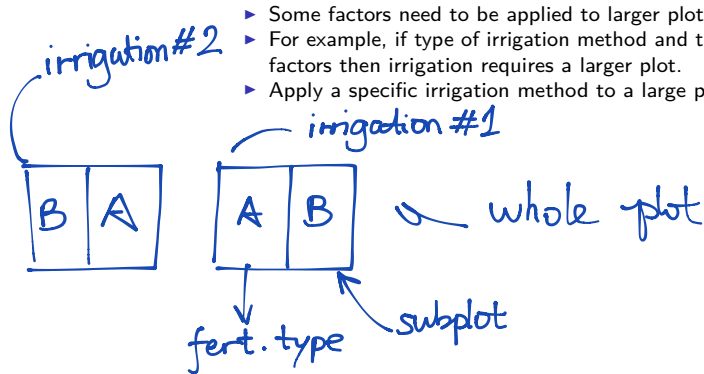 ▶ Some factors need to be applied to larger plot
▶ For example, if type of irrigation method and t
factors then irrigation requires a larger plot.
▶ Apply a specific irrigation method to a large p
irrigation #2
irrigation #1
B A A B whole plot
subplot
fert. type